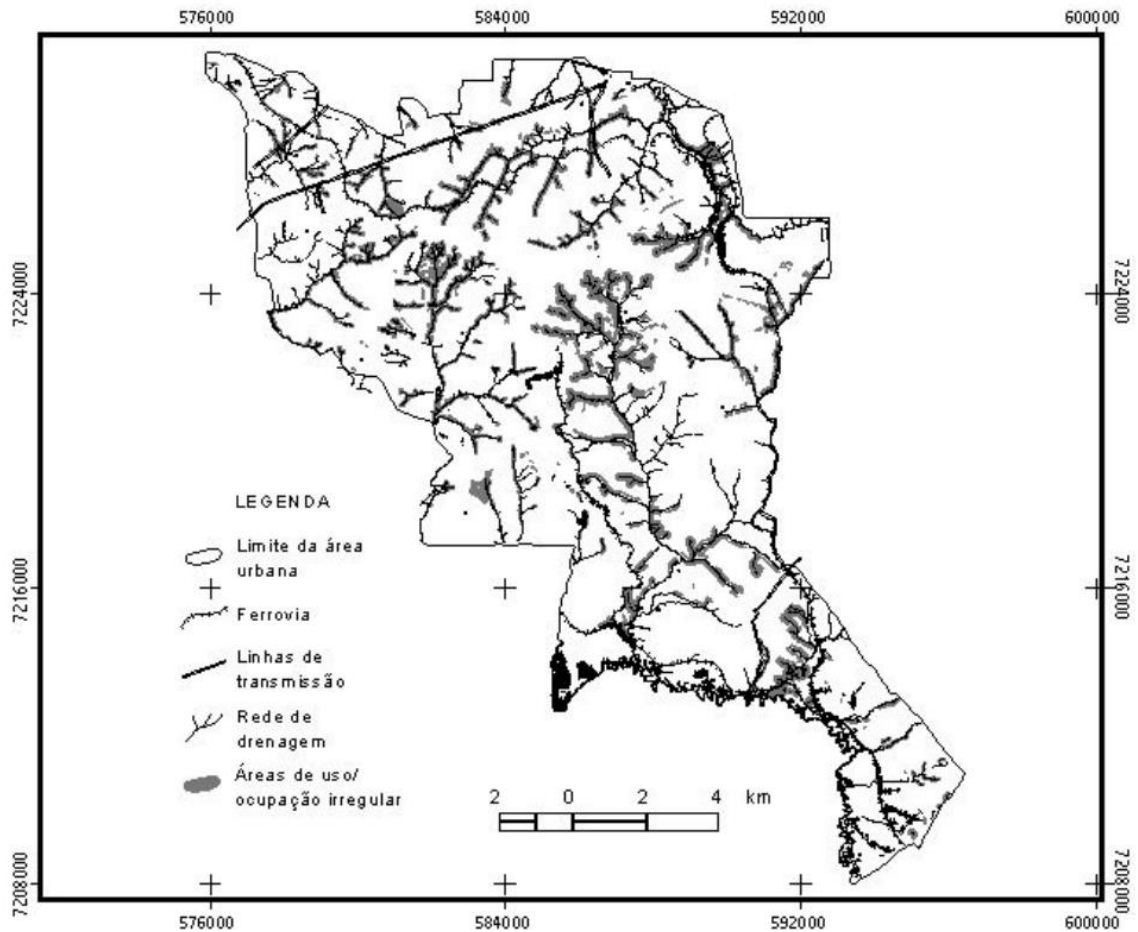 576000
584000
592000
600000
7224000
7224000
LEGENDA
Limite da área
urbana
Ferrovia
Linhas de
transmissão
Rede de
drenagem
Áreas de uso/
ocupação irregular
7216000
7216000
2 0 2 4 km
7208000
7208000
576000
584000
592000
600000